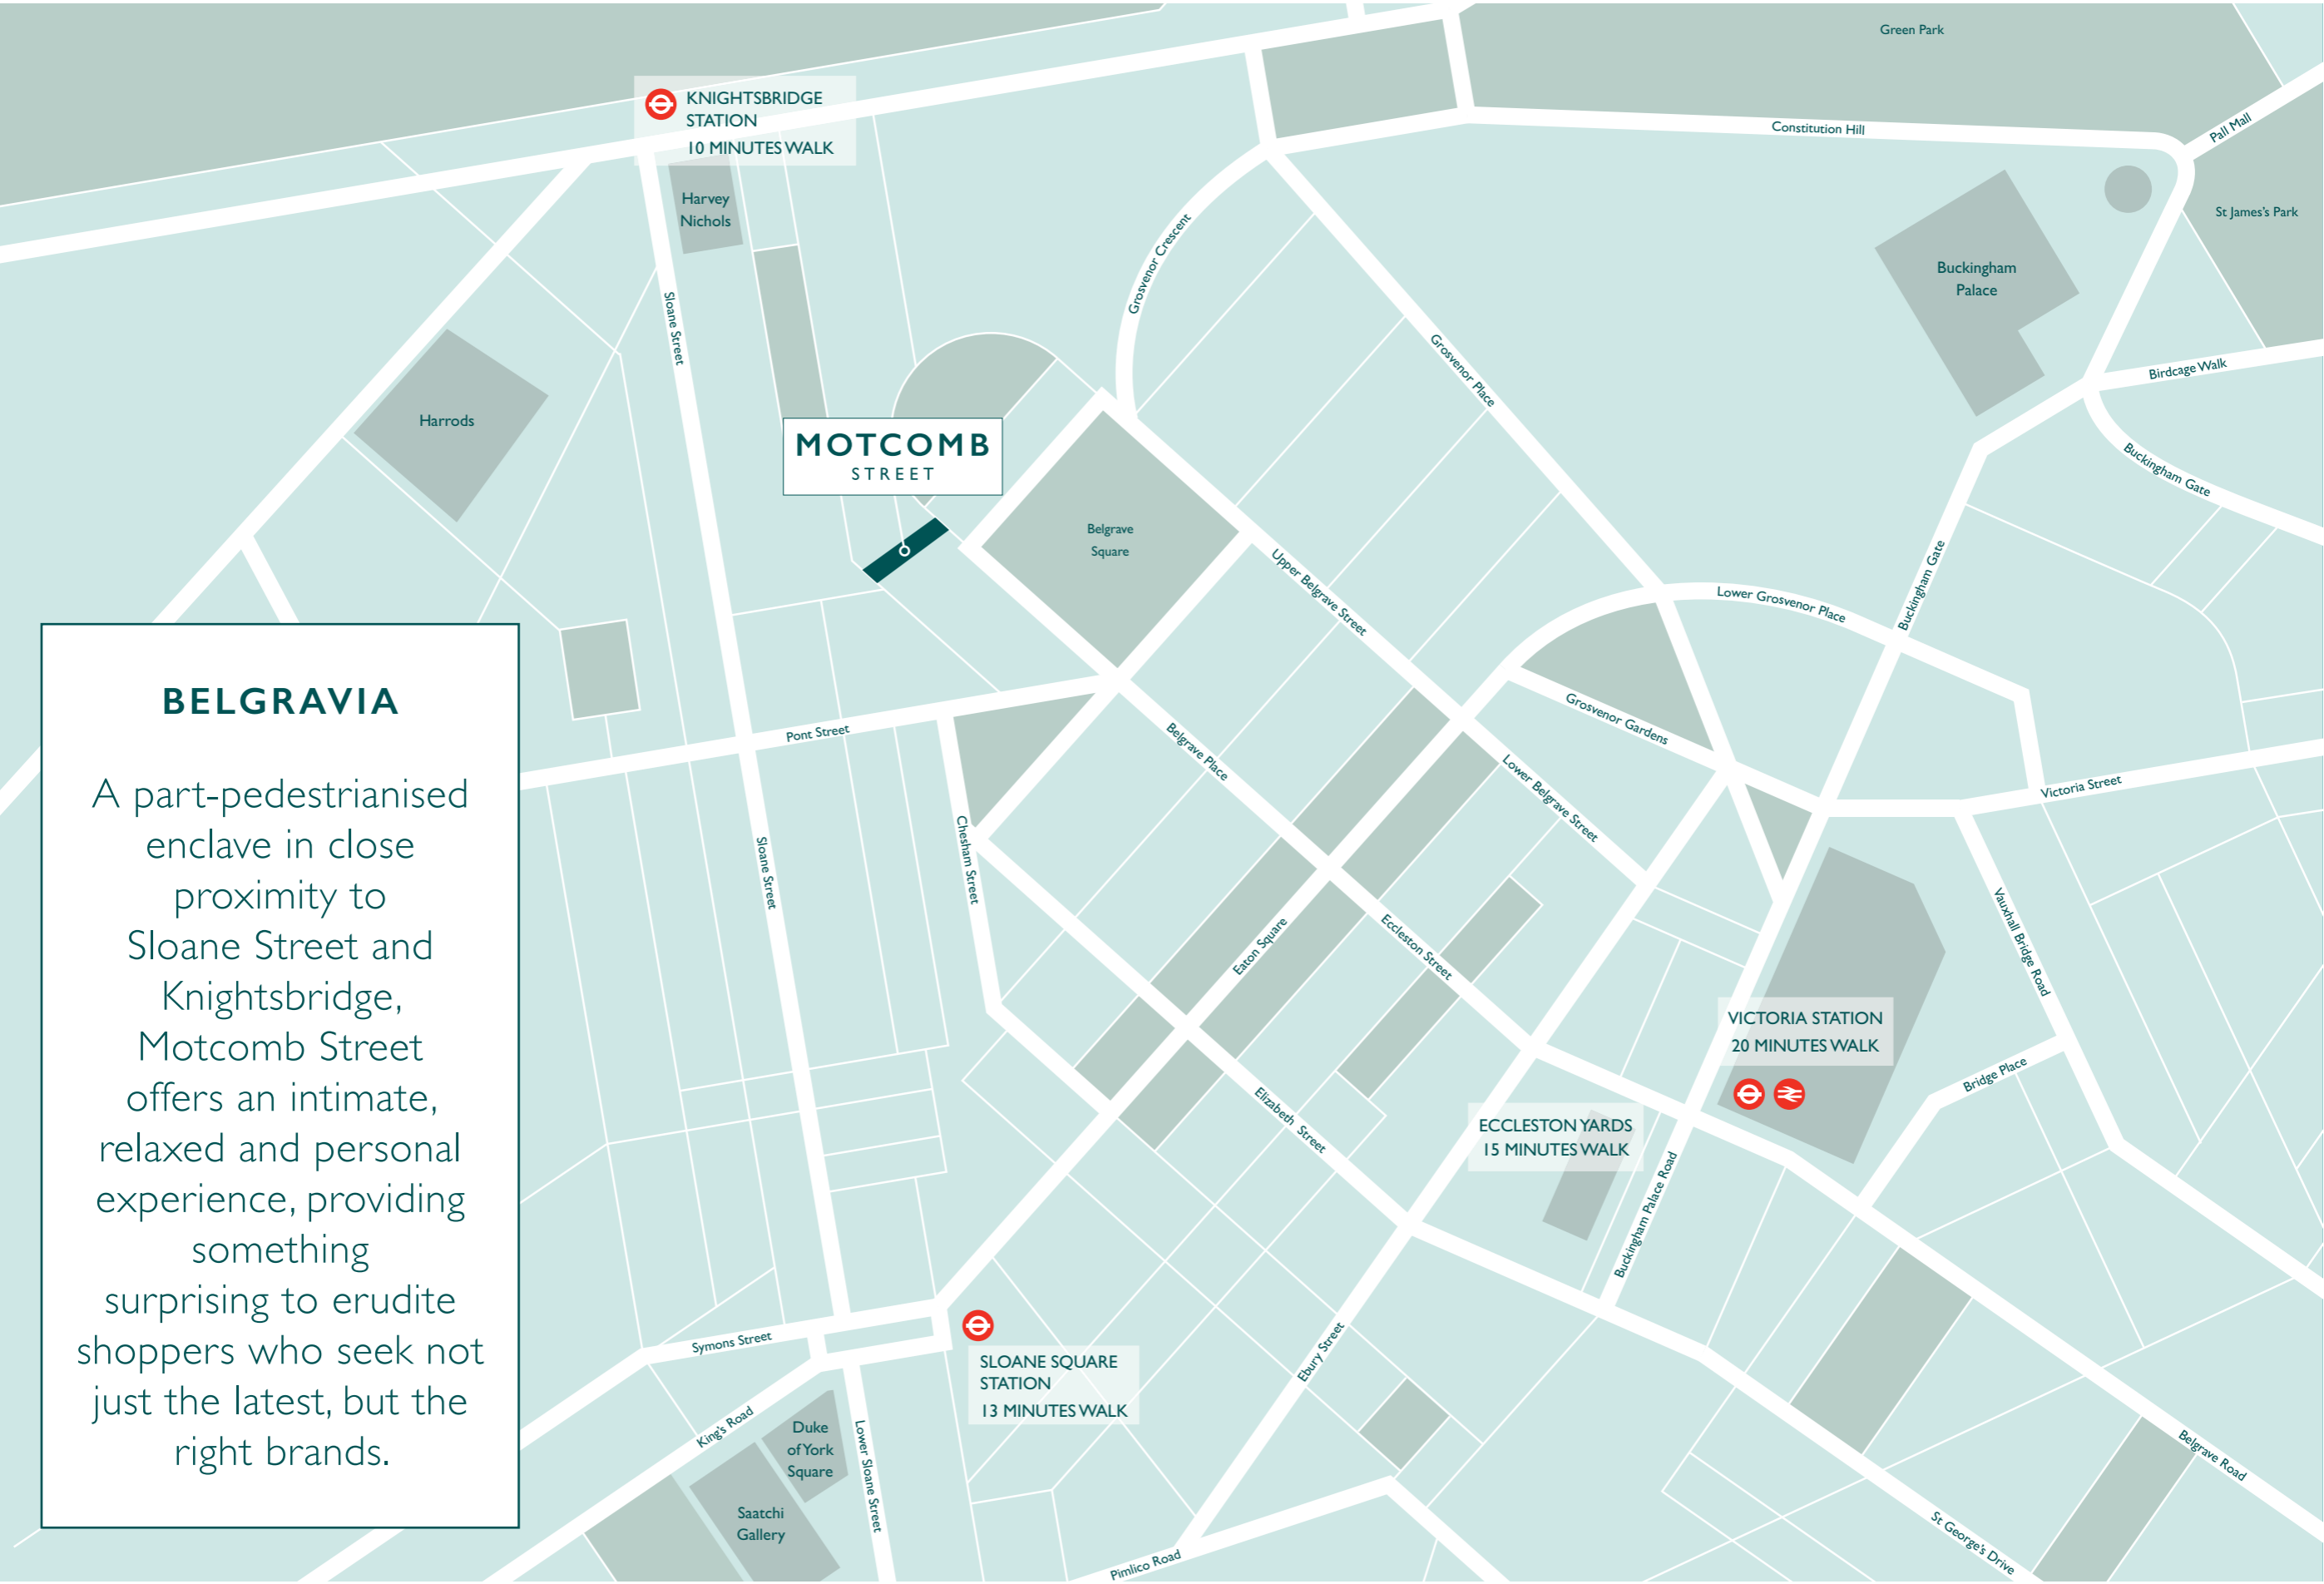 Green Park
KNIGHTSBRIDGE
STATION
10 MINUTES WALK
Constitution Hill
Pall Mall
Harvey
Nichols
St James's Park
Grosvenor Crescent
Buckingham
Palace
Sloane Street
Grosvenor Place
Birdcage Walk
Harrods
MOTCOMB
STREET
Buckingham Gate
Belgrave
Square
Upper Belgrave Street
Buckingham Gate
Lower Grosvenor Place
BELGRAVIA
A part-pedestrianised
enclave in close
proximity to
Sloane Street and
Knightsbridge,
Motcomb Street
offers an intimate,
relaxed and personal
experience, providing
something
surprising to erudite
shoppers who seek not
just the latest, but the
right brands.
Grosvenor Gardens
Pont Street
Belgrave Place
Lower Belgrave Street
Victoria Street
Chesham Street
Sloane Street
Eaton Square
Eccleston Street
Vauxhall Bridge Road
VICTORIA STATION
20 MINUTES WALK
Bridge Place
Elizabeth Street
ECCLESTON YARDS
15 MINUTES WALK
Buckingham Palace Road
Symons Street
Ebury Street
SLOANE SQUARE
STATION
13 MINUTES WALK
King's Road
Duke
of York
Square
Lower Sloane Street
Saatchi
Gallery
Belgrave Road
St George's Drive
Pimlico Road